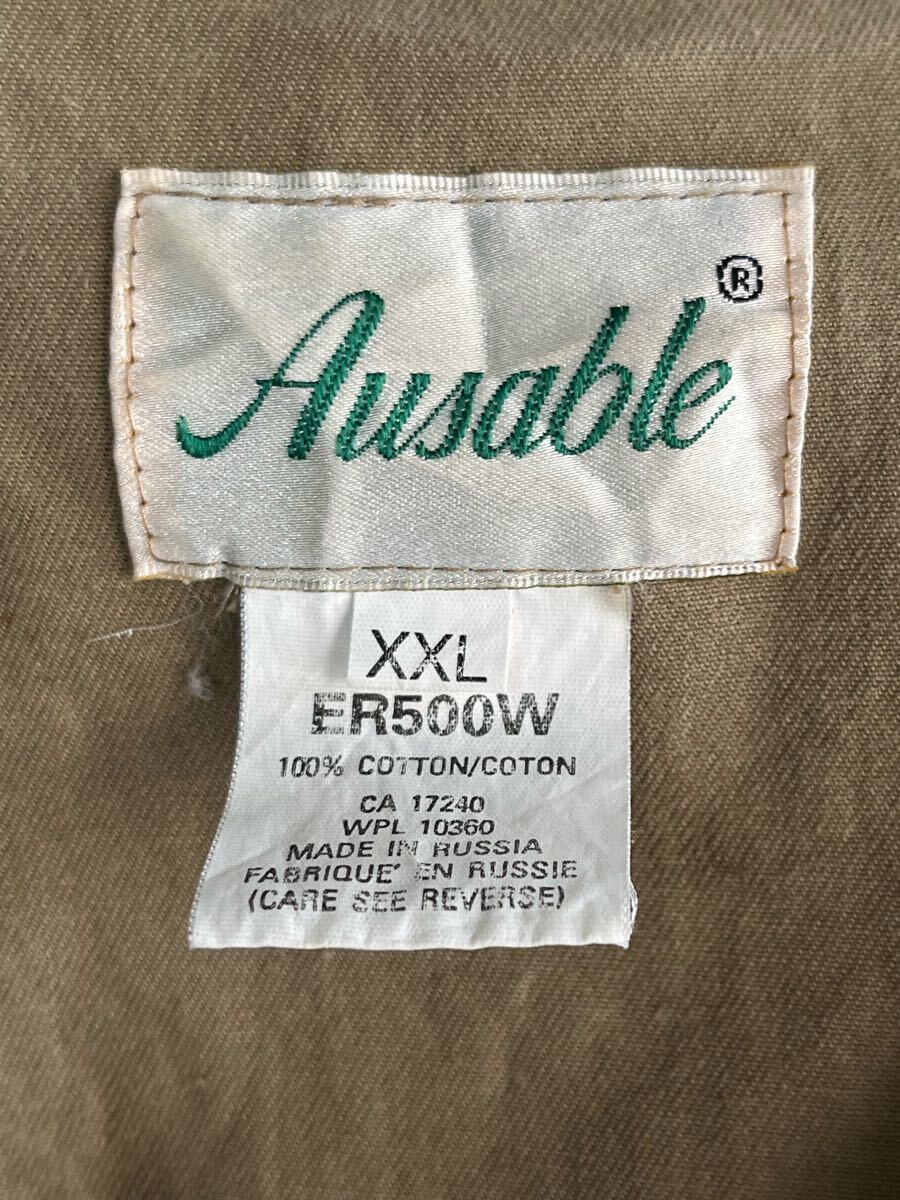 Ausable®
XXL
ER500W
100% COTTON/COTON
CA 17240
WPL 10360
MADE IN RUSSIA
FABRIQUE' EN RUSSIE
(CARE SEE REVERSE)